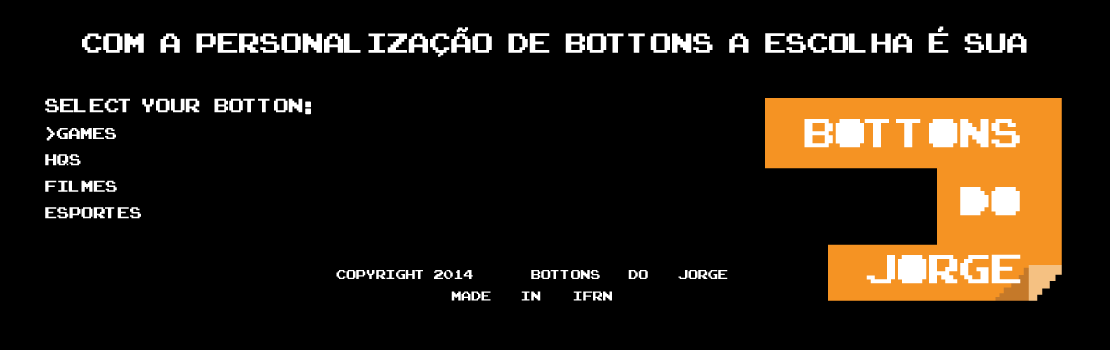 COM A PERSONALIZAÇÃO DE BOTTONS A ESCOLHA É SUA
SELECT YOUR BOTTON:
>GAMES
HQS
FILMES
ESPORTES
BOTTONS
DO
JORGE
COPYRIGHT 2014 BOTTONS DO JORGE
MADE IN IFRN